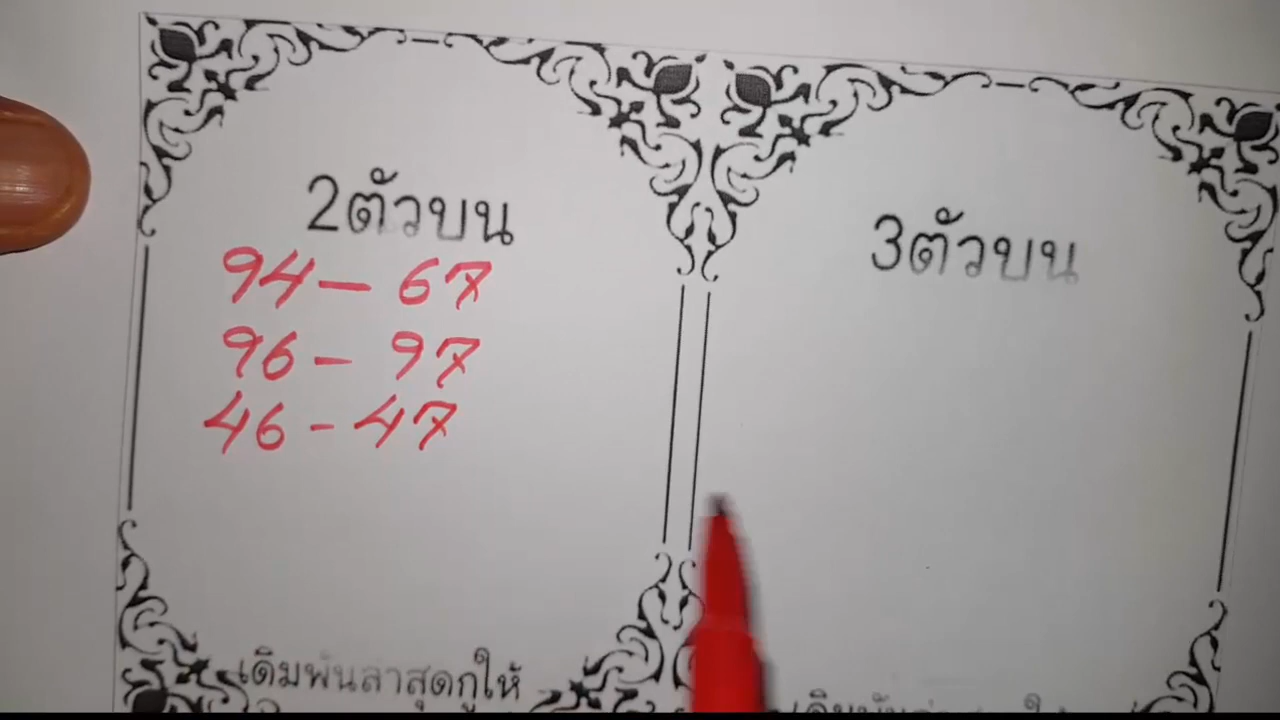 2ตัวบน
94 - 67
96 - 97
46 - 47
เดิมพันลาสุดกูให้
3ตัวบน